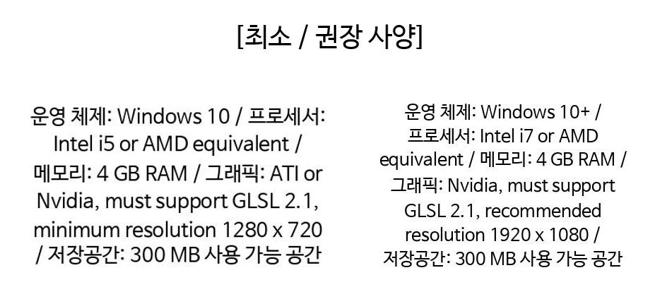 [최소 / 권장 사양]
운영 체제: Windows 10 / 프로세서:
Intel i5 or AMD equivalent /
메모리: 4 GB RAM / 그래픽: ATI or
Nvidia, must support GLSL 2.1,
minimum resolution 1280 x 720
/ 저장공간: 300 MB 사용 가능 공간
운영 체제: Windows 10+ /
프로세서: Intel i7 or AMD
equivalent / 메모리: 4 GB RAM /
그래픽: Nvidia, must support
GLSL 2.1, recommended
resolution 1920 x 1080 /
저장공간: 300 MB 사용 가능 공간